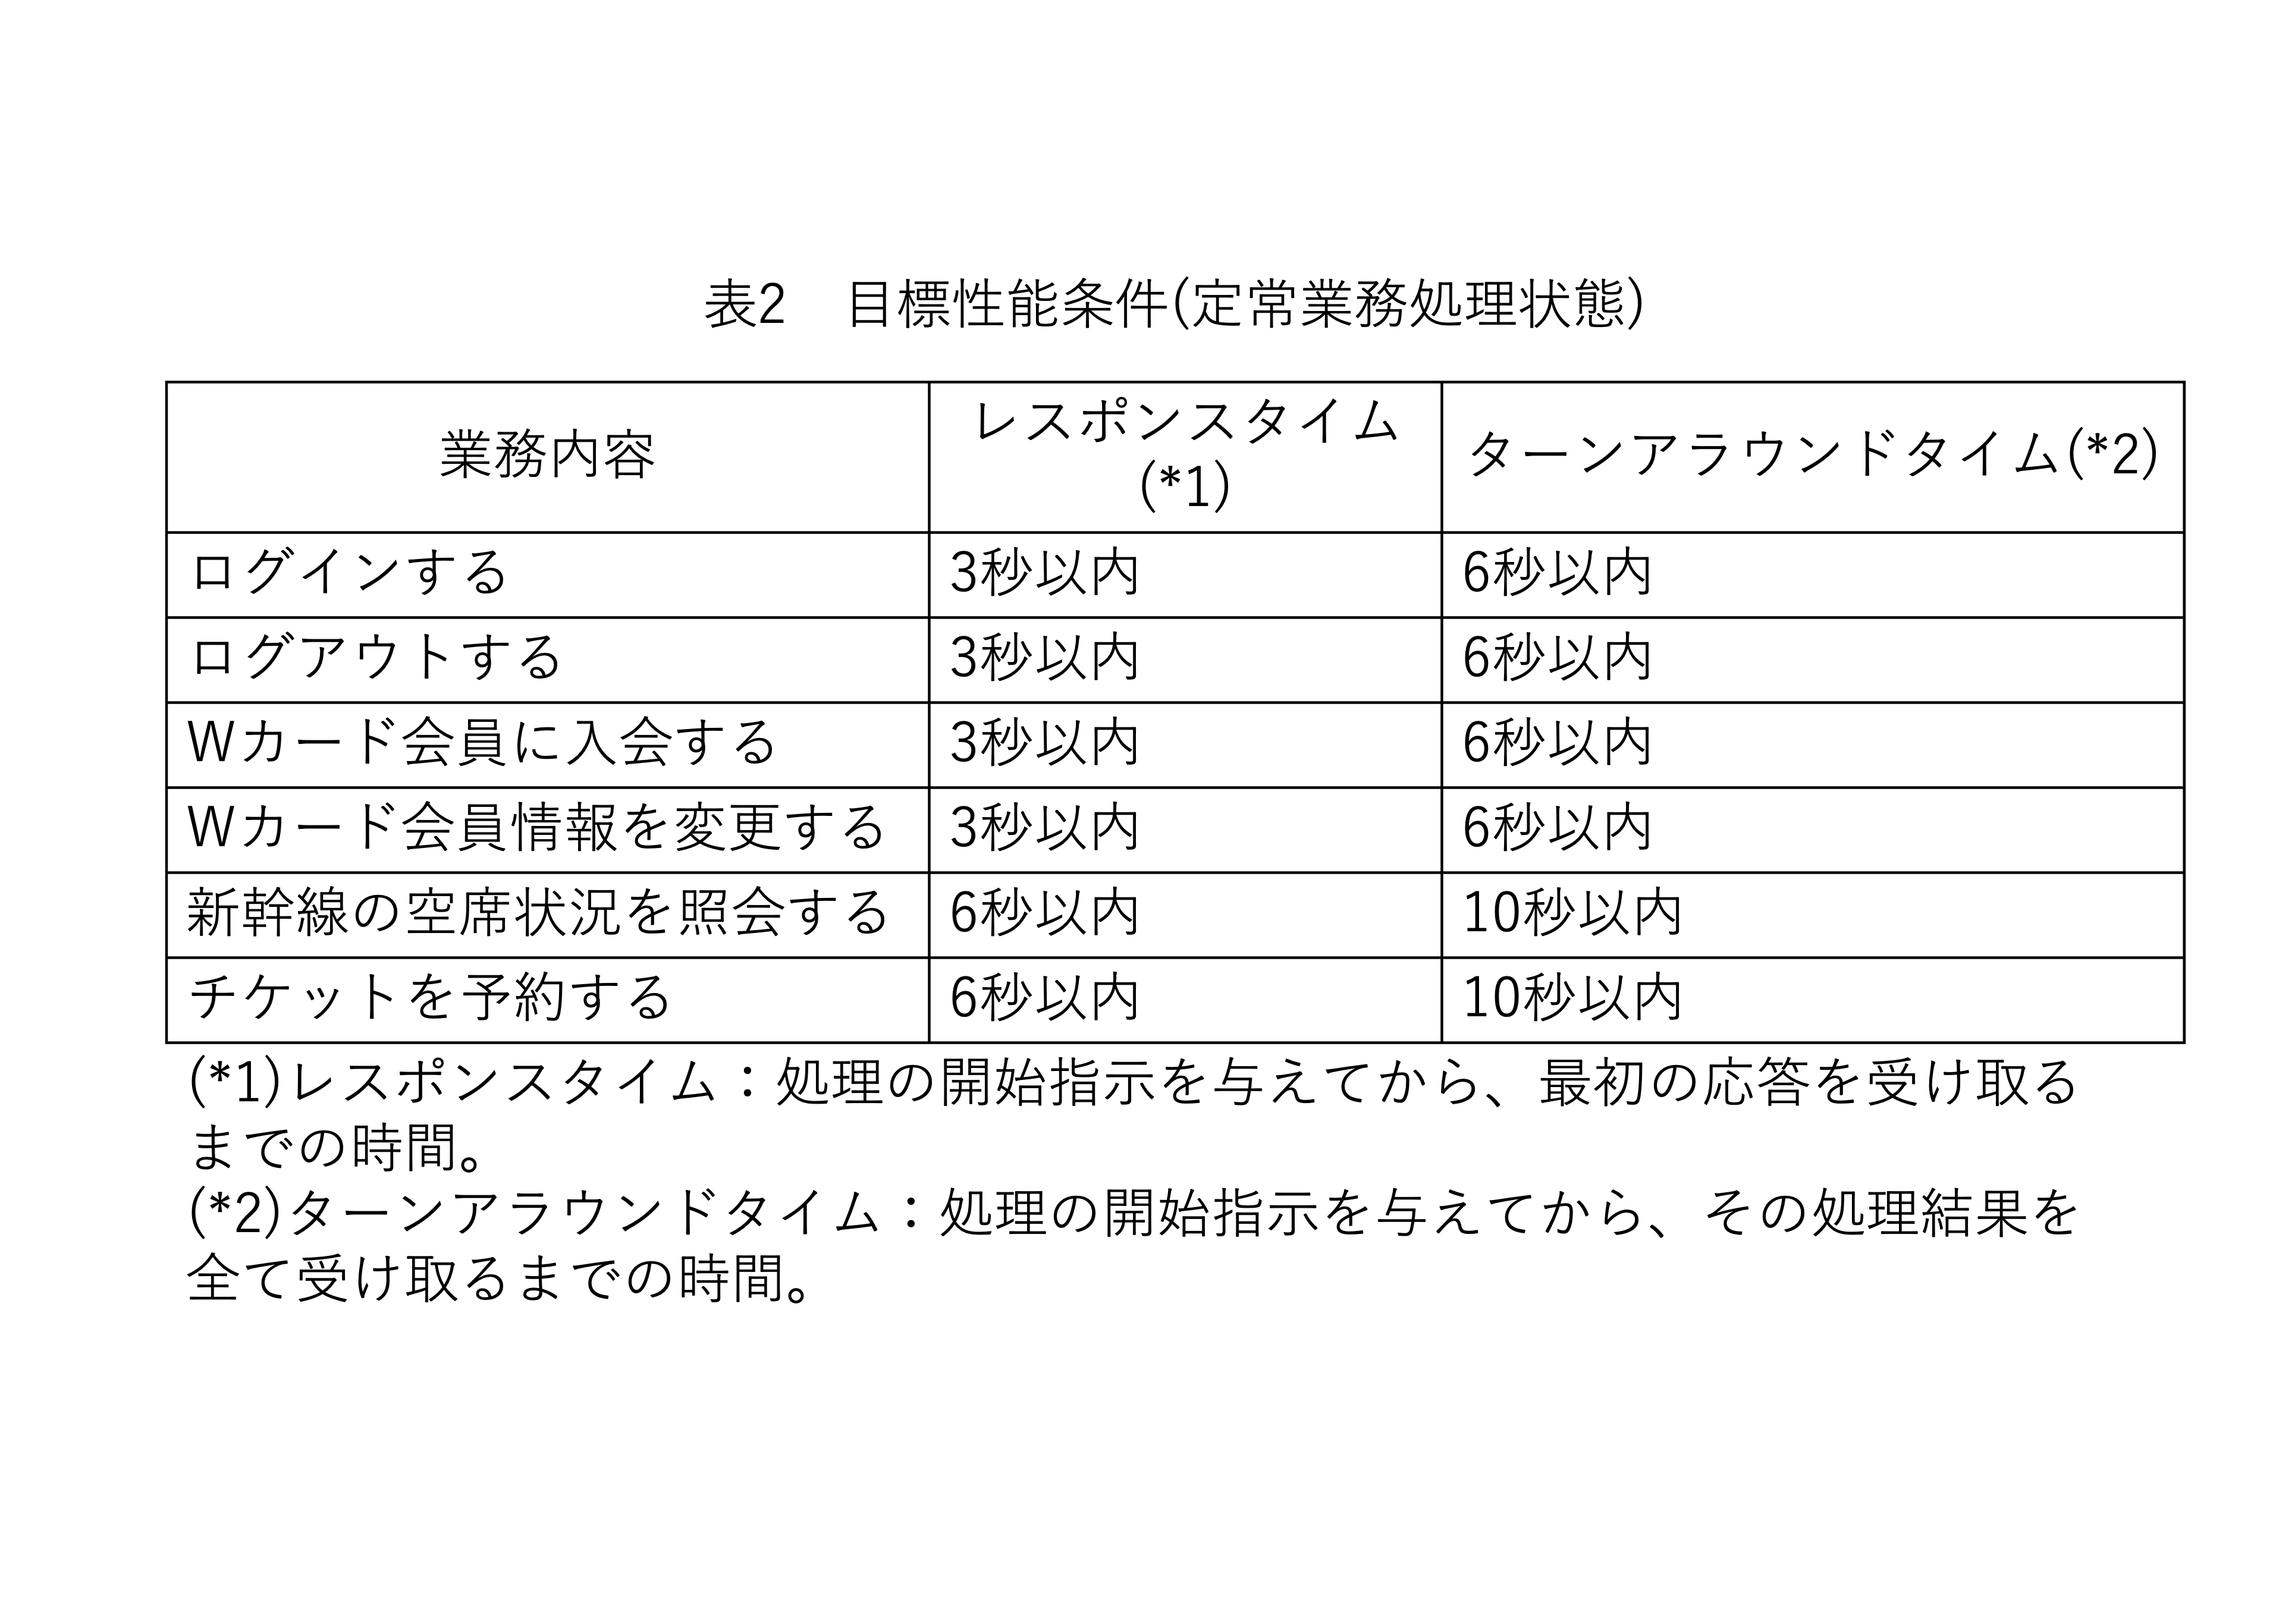 表2　目標性能条件(定常業務処理状態)
業務内容 レスポンスタイム(*1) ターンアラウンドタイム(*2)
ログインする 3秒以内 6秒以内
ログアウトする 3秒以内 6秒以内
Wカード会員に入会する 3秒以内 6秒以内
Wカード会員情報を変更する 3秒以内 6秒以内
新幹線の空席状況を照会する 6秒以内 10秒以内
チケットを予約する 6秒以内 10秒以内
(*1)レスポンスタイム：処理の開始指示を与えてから、最初の応答を受け取る
までの時間。
(*2)ターンアラウンドタイム：処理の開始指示を与えてから、その処理結果を
全て受け取るまでの時間。